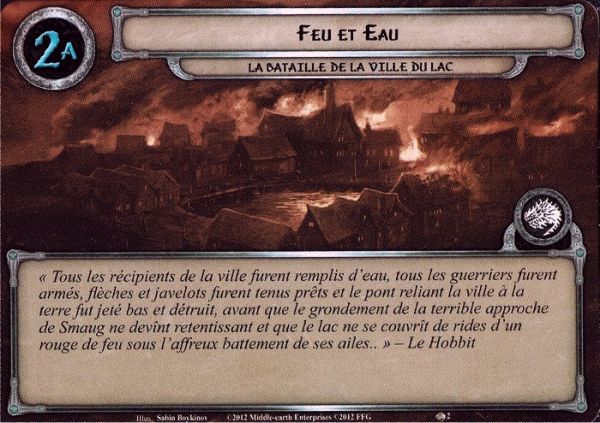 2A
FEU ET EAU
LA BATAILLE DE LA VILLE DU LAC
« Tous les récipients de la ville furent remplis d'eau, tous les guerriers furent
armés, flèches et javelots furent tenus prêts et le pont reliant la ville à la
terre fut jeté bas et détruit, avant que le grondement de la terrible approche
de Smaug ne devînt retentissant et que le lac ne se couvrît de rides d'un
rouge de feu sous l'affreux battement de ses ailes.. » – Le Hobbit
Illus. Sabin Boykinov ©2012 Middle-earth Enterprises ©2012 FFG 2